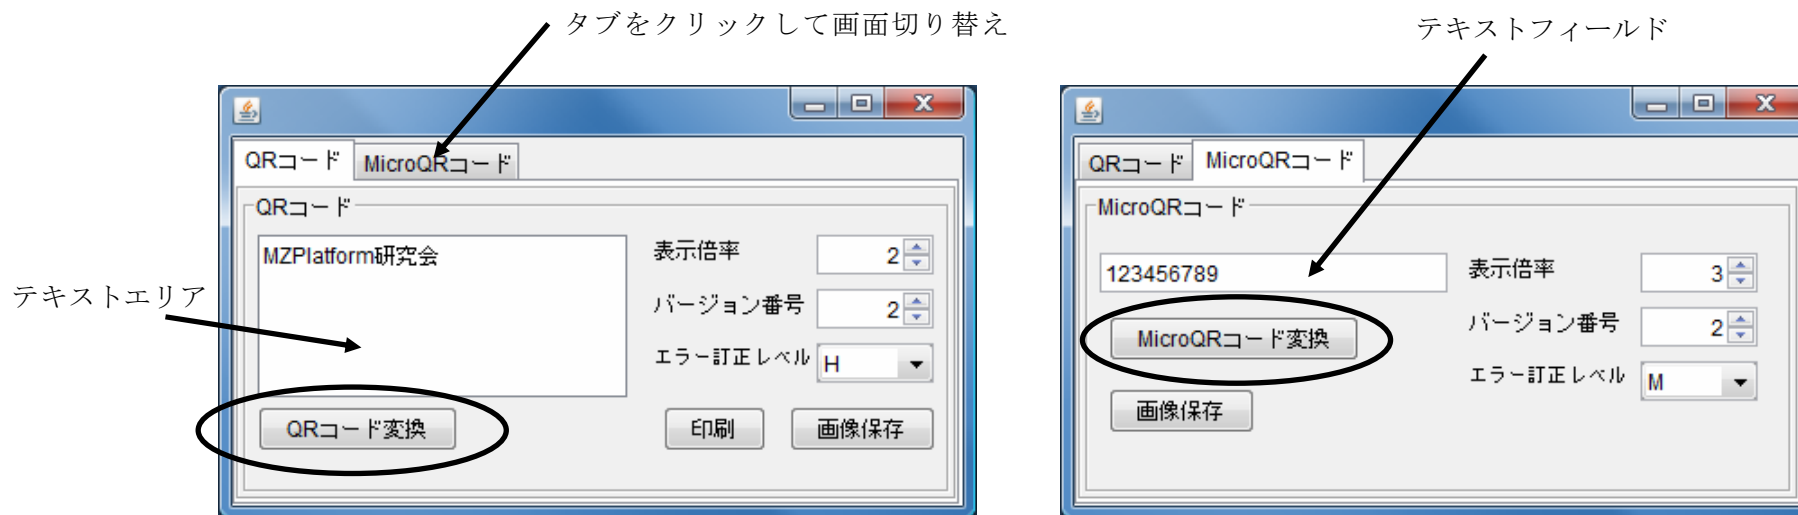 タブをクリックして画面切り替え
テキストフィールド
QRコード MicroQRコード
QRコード
MZPlatform研究会
表示倍率 2
バージョン番号 2
エラー訂正レベル H
テキストエリア
QRコード変換 印刷 画像保存
QRコード MicroQRコード
MicroQRコード
123456789
表示倍率 3
MicroQRコード変換
バージョン番号 2
エラー訂正レベル M
画像保存